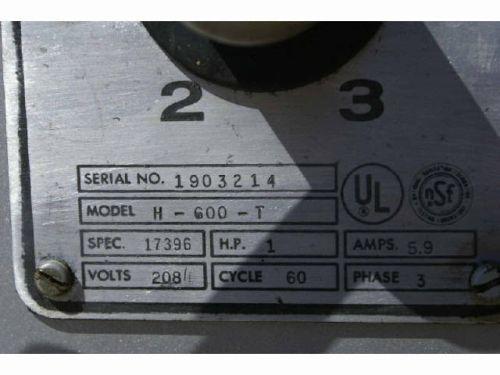 2 3
SERIAL NO. 1903214
MODEL H-600-T
UL
nsf
SPEC. 17396 H.P. 1 AMPS. 5.9
VOLTS 208/ CYCLE 60 PHASE 3